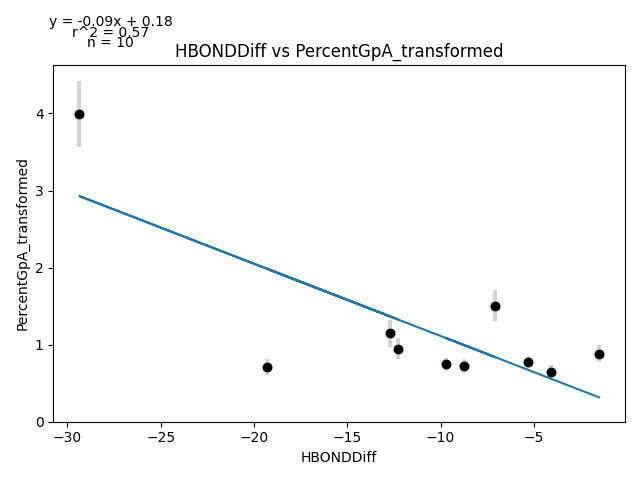 y = -0.09x + 0.18
r^2 = 0.57
n = 10
HBONDDiff vs PercentGpA_transformed
PercentGpA_transformed
4
3
2
1
0
−30
−25
−20
−15
−10
−5
HBONDDiff